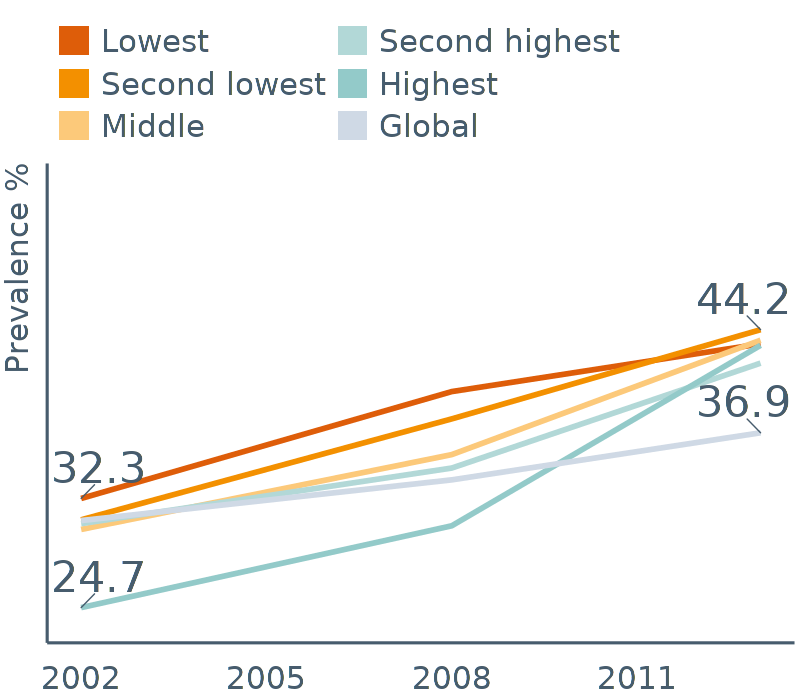 Lowest
Second lowest
Middle
Second highest
Highest
Global
Prevalence %
44.2
36.9
32.3
24.7
2002
2005
2008
2011